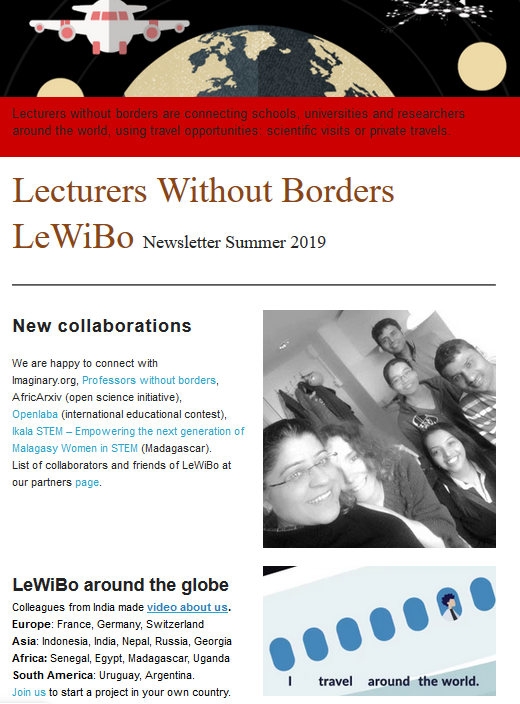 Lecturers without borders are connecting schools, universities and researchers
around the world, using travel opportunities: scientific visits or private travels.
Lecturers Without Borders
LeWiBo Newsletter Summer 2019
New collaborations
We are happy to connect with
Imaginary.org, Professors without borders,
AfricArxiv (open science initiative),
Openlaba (international educational contest),
Ikala STEM – Empowering the next generation of
Malagasy Women in STEM (Madagascar).
List of collaborators and friends of LeWiBo at
our partners page.
LeWiBo around the globe
Colleagues from India made video about us.
Europe: France, Germany, Switzerland
Asia: Indonesia, India, Nepal, Russia, Georgia
Africa: Senegal, Egypt, Madagascar, Uganda
South America: Uruguay, Argentina.
Join us to start a project in your own country.
I travel around the world.